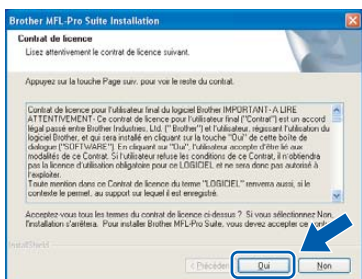 Brother MFL-Pro Suite Installation
Contrat de licence
Lisez attentivement le contrat de licence suivant.
Appuyez sur la touche Page suiv. pour voir le reste du contrat.
Contrat de licence pour l'utilisateur final du logiciel Brother IMPORTANT- A LIRE
ATTENTIVEMENT- Ce contrat de licence pour l'utilisateur final ("Contrat") est un accord
légal passé entre Brother Industries, Ltd. ("Brother") et l'utilisateur, régissant l'utilisation du
logiciel Brother, et qui sera installé en cliquant sur la touche "Oui" de cette boîte de
dialogue ("SOFTWARE"). En cliquant sur "Oui", l'utilisateur accepte d'être lié aux
modalités de ce Contrat. Si l'utilisateur refuse les conditions de ce Contrat, il n'obtiendra
pas la licence d'utilisation obligatoire pour ce LOGICIEL et ne sera donc pas autorisé à
l'exploiter.
Toute mention dans ce Contrat de licence du terme "LOGICIEL" renverra aussi, si le
contexte le permet, au support sur lequel il est enregistré.
Acceptez-vous tous les termes du contrat de licence ci-dessus ? Si vous sélectionnez Non,
l'installation s'arrêtera. Pour installer Brother MFL-Pro Suite, vous devez accepter ce
InstallShield
< Précédent
Oui
Non